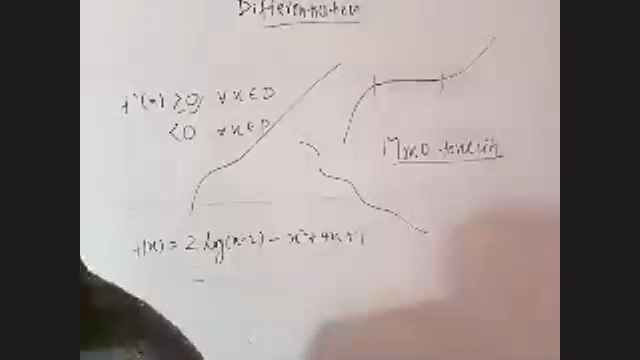 Differentiation
f'(x) ≥ 0, ∀ x ∈ D
< 0 ∀ x ∈ D
Monotonicity
f(x) = 2 log(x-2) - x² + 4x + 1